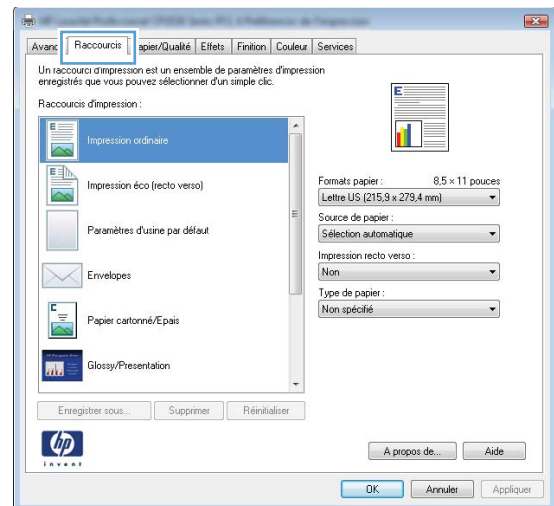 Avanc Raccourcis apier/Qualité Effets Finition Couleur Services
Un raccourci d'impression est un ensemble de paramètres d'impression
enregistrés que vous pouvez sélectionner d'un simple clic.
Raccourcis d'impression :
Impression ordinaire
Impression éco (recto verso)
Paramètres d'usine par défaut
Envelopes
Papier cartonné/Epais
Glossy/Presentation
Enregistrer sous... Supprimer Réinitialiser
Formats papier : 8,5 × 11 pouces
Lettre US (215,9 x 279,4 mm)
Source de papier :
Sélection automatique
Impression recto verso :
Non
Type de papier :
Non spécifié
hp
invent
A propos de... Aide
OK Annuler Appliquer